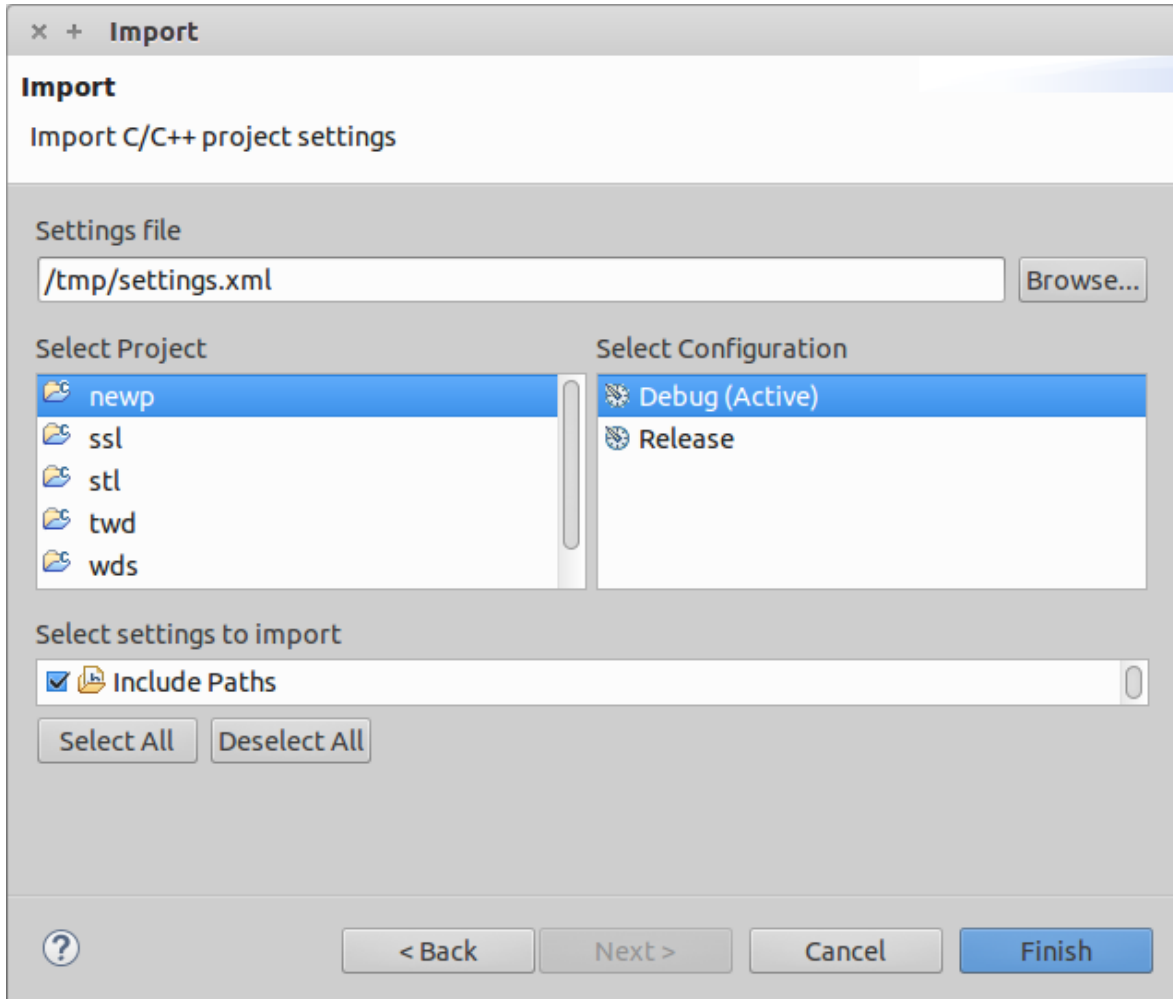 Import
Import
Import C/C++ project settings
Settings file
/tmp/settings.xml
Browse...
Select Project
Select Configuration
newp
ssl
stl
twd
wds
Debug (Active)
Release
Select settings to import
Include Paths
Select All
Deselect All
?
< Back
Next >
Cancel
Finish